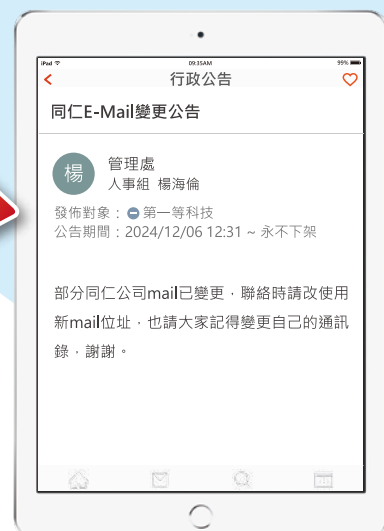 iPad 09:35AM 99%
行政公告
同仁E-Mail變更公告
楊
管理處
人事組 楊海倫
發佈對象：第一等科技
公告期間：2024/12/06 12:31 ~ 永不下架
部分同仁公司mail已變更，聯絡時請改使用
新mail位址，也請大家記得變更自己的通訊
錄，謝謝。